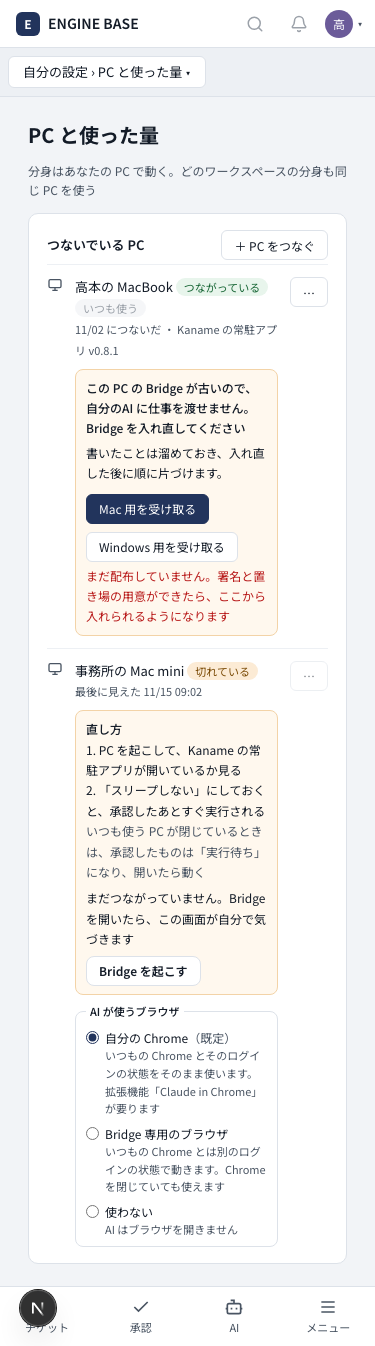 E ENGINE BASE 高
自分の設定 › PC と使った量 ▾
PC と使った量
分身はあなたの PC で動く。どのワークスペースの分身も同
じ PC を使う
つないでいる PC
＋ PC をつなぐ
高本の MacBook つながっている
いつも使う
…
11/02 につないだ ・ Kaname の常駐アプ
リ v0.8.1
この PC の Bridge が古いので、
自分のAI に仕事を渡せません。
Bridge を入れ直してください
書いたことは溜めておき、入れ直
した後に順に片づけます。
Mac 用を受け取る
Windows 用を受け取る
まだ配布していません。署名と置
き場の用意ができたら、ここから
入れられるようになります
事務所の Mac mini 切れている
…
最後に見えた 11/15 09:02
直し方
1. PC を起こして、Kaname の常
駐アプリが開いているか見る
2. 「スリープしない」にしておく
と、承認したあとすぐ実行される
いつも使う PC が閉じているとき
は、承認したものは「実行待ち」
になり、開いたら動く
まだつながっていません。Bridge
を開いたら、この画面が自分で気
づきます
Bridge を起こす
AI が使うブラウザ
自分の Chrome（既定）
いつもの Chrome とそのログイ
ンの状態をそのまま使います。
拡張機能「Claude in Chrome」
が要ります
Bridge 専用のブラウザ
いつもの Chrome とは別のログ
インの状態で動きます。Chrome
を閉じていても使えます
使わない
AI はブラウザを開きません
N
チケット
承認
AI
メニュー